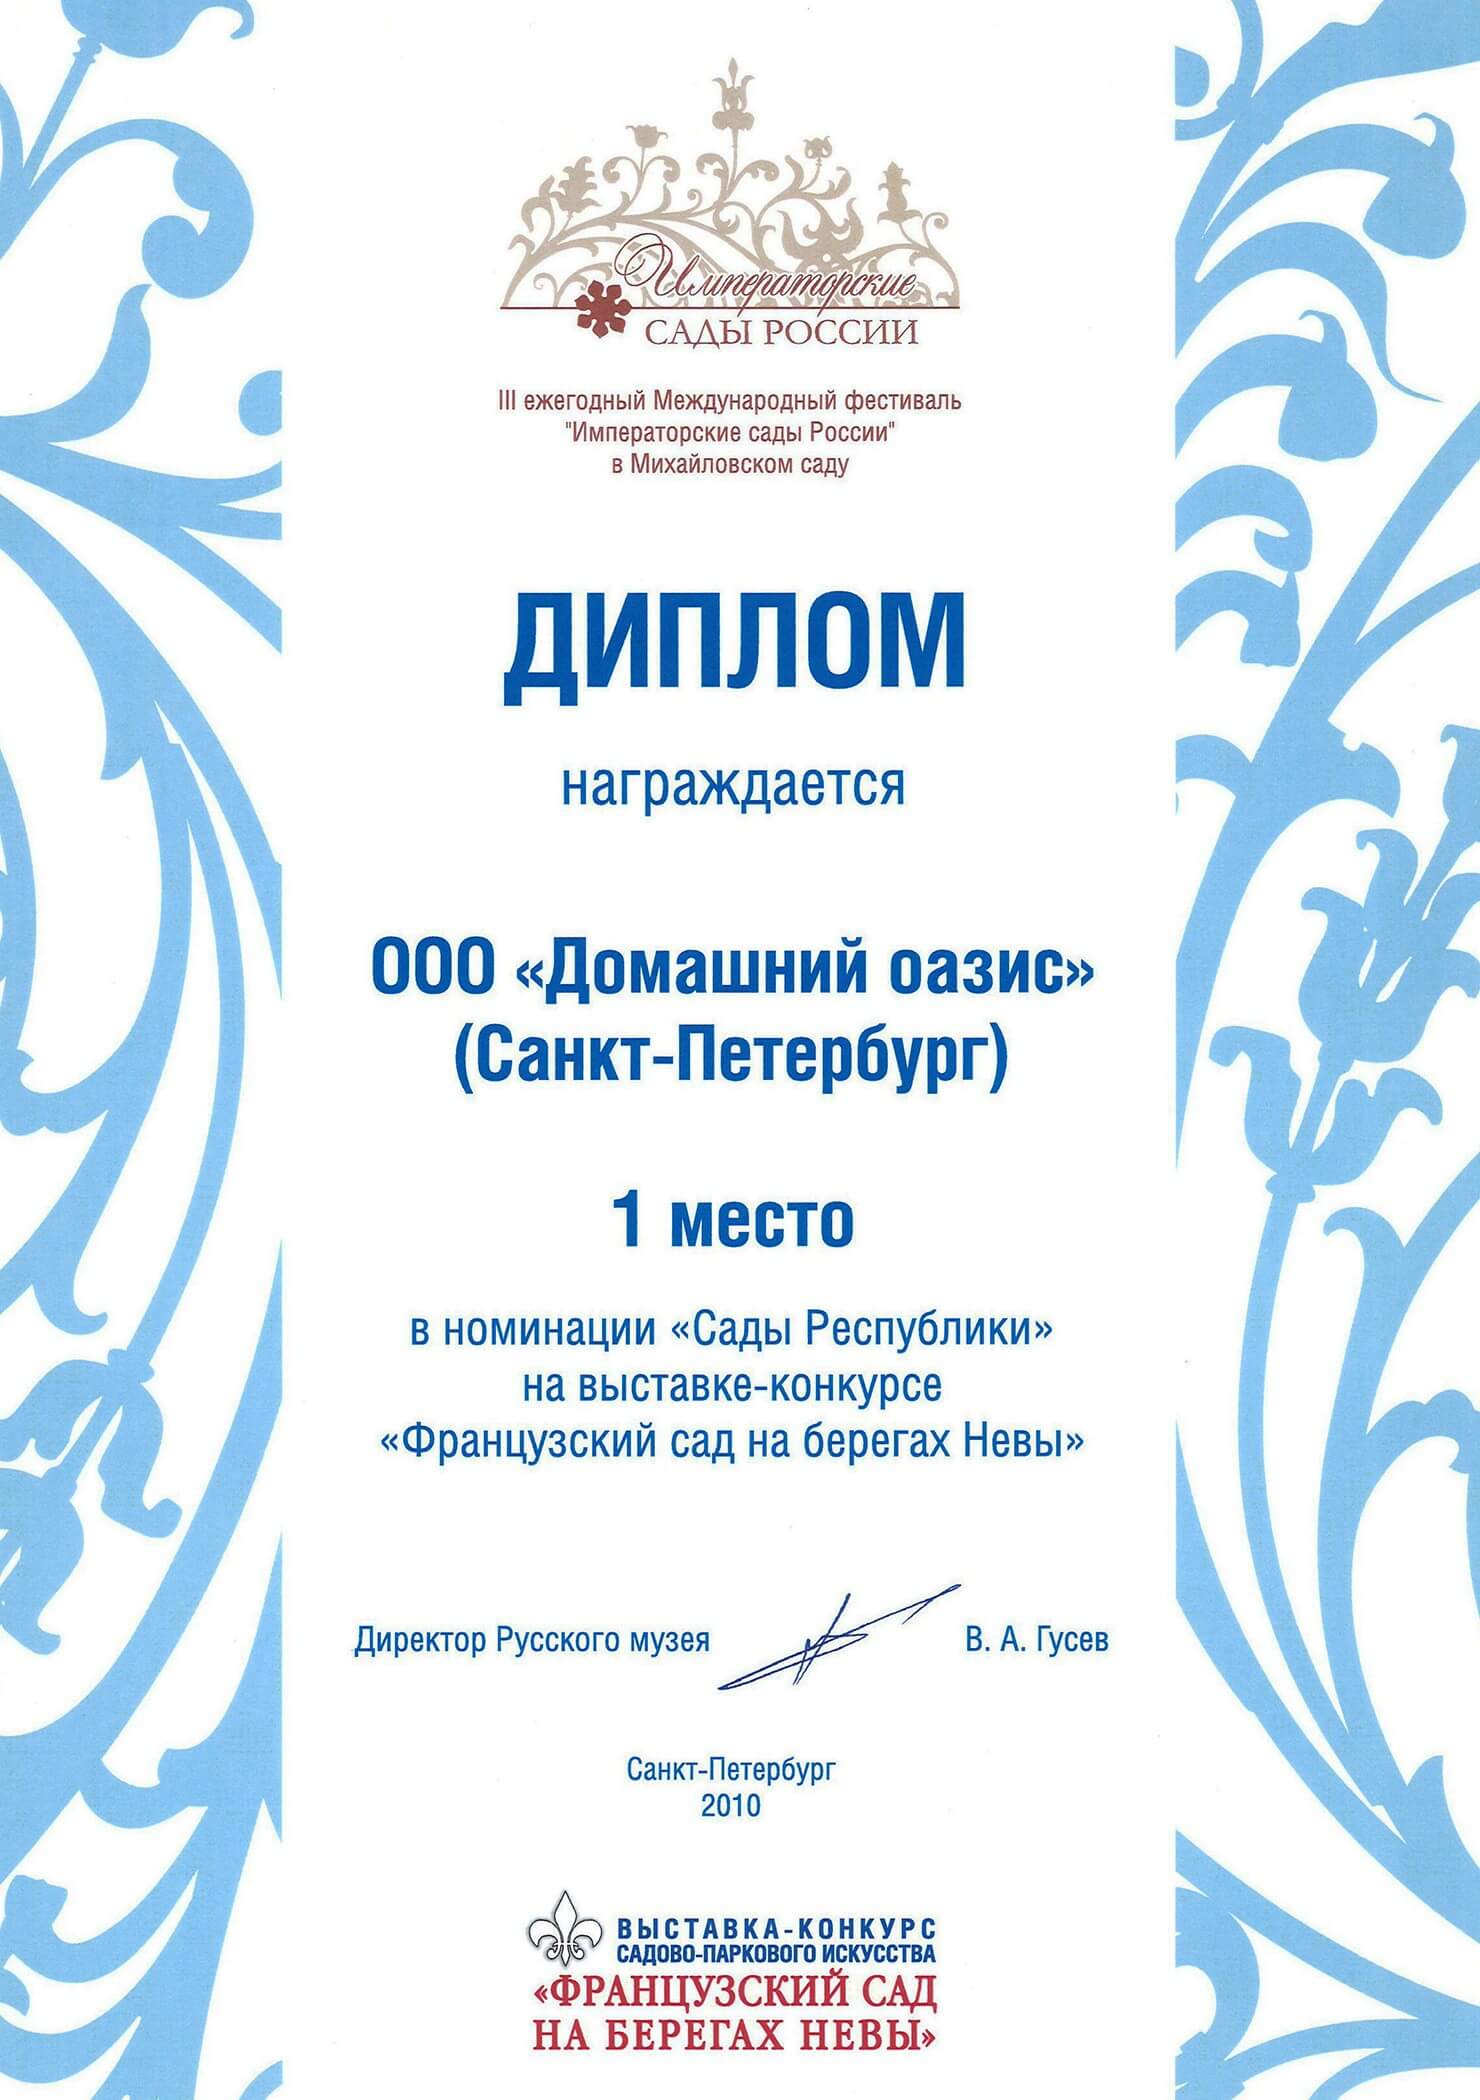 Императорские
САДЫ РОССИИ
III ежегодный Международный фестиваль
"Императорские сады России"
в Михайловском саду
ДИПЛОМ
награждается
ООО «Домашний оазис»
(Санкт-Петербург)
1 место
в номинации «Сады Республики»
на выставке-конкурсе
«Французский сад на берегах Невы»
Директор Русского музея В. А. Гусев
Санкт-Петербург
2010
ВЫСТАВКА-КОНКУРС
САДОВО-ПАРКОВОГО ИСКУССТВА
«ФРАНЦУЗСКИЙ САД
НА БЕРЕГАХ НЕВЫ»